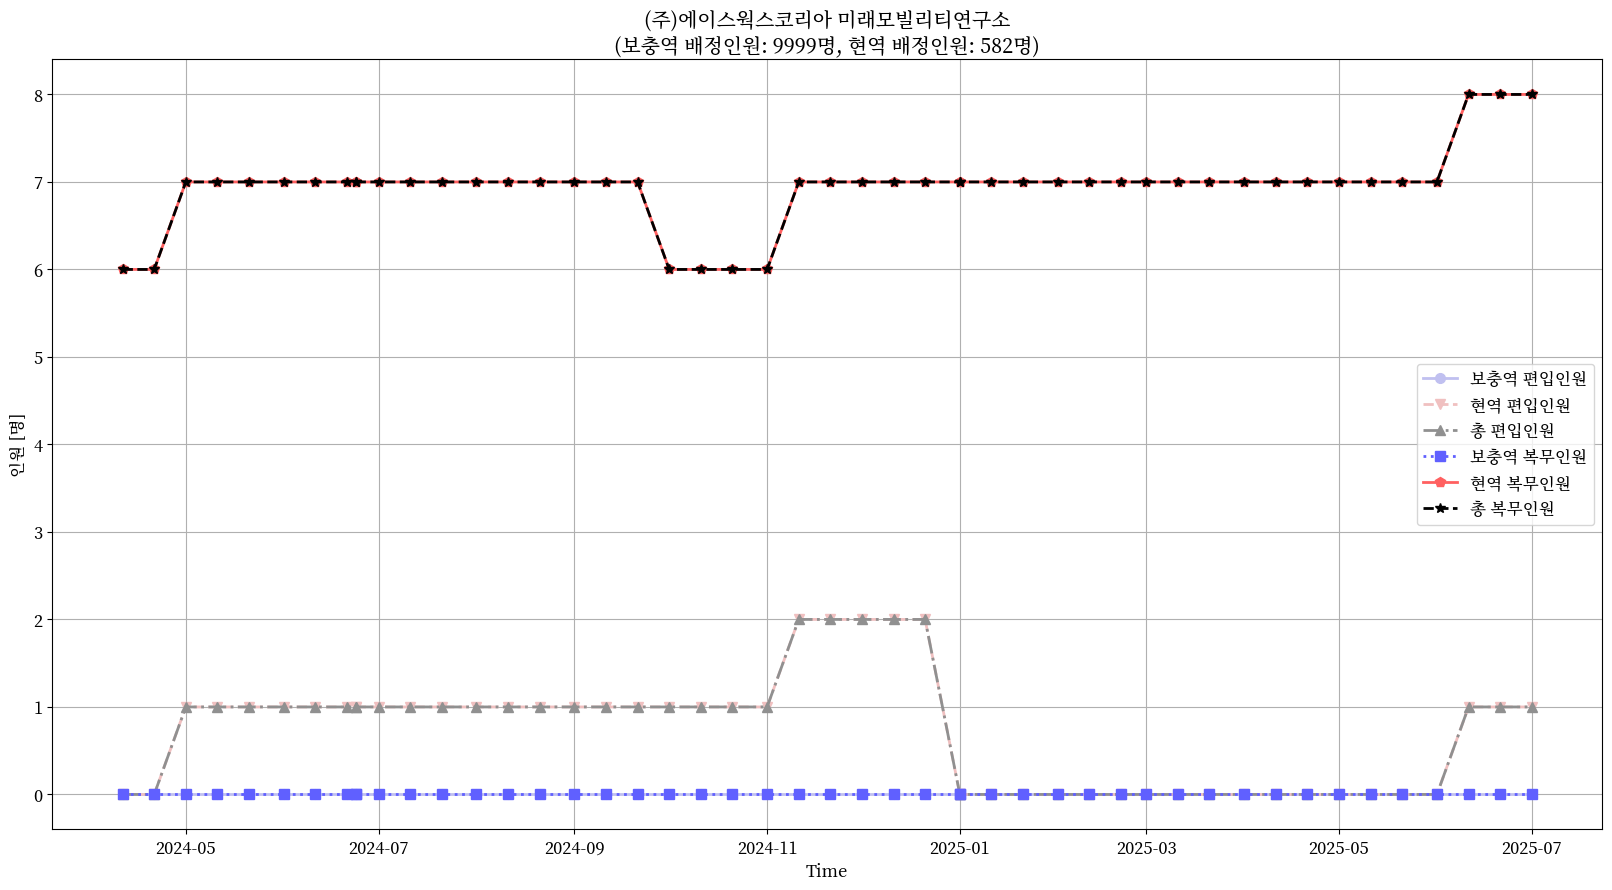 (주)에이스웍스코리아 미래모빌리티연구소
(보충역 배정인원: 9999명, 현역 배정인원: 582명)
8
7
6
5
4
3
2
1
0
인원 [명]
보충역 편입인원
현역 편입인원
총 편입인원
보충역 복무인원
현역 복무인원
총 복무인원
2024-05
2024-07
2024-09
2024-11
2025-01
2025-03
2025-05
2025-07
Time